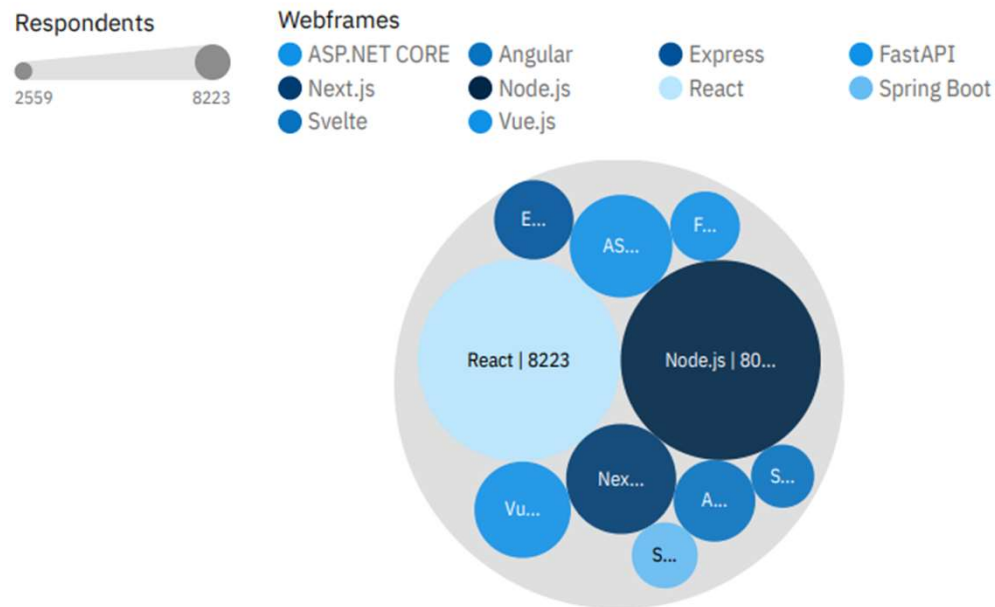 Respondents
2559 8223
Webframes
ASP.NET CORE Angular Express FastAPI
Next.js Node.js React Spring Boot
Svelte Vue.js
E...
AS...
F...
React | 8223
Node.js | 80...
Nex...
Vu...
A...
S...
S...